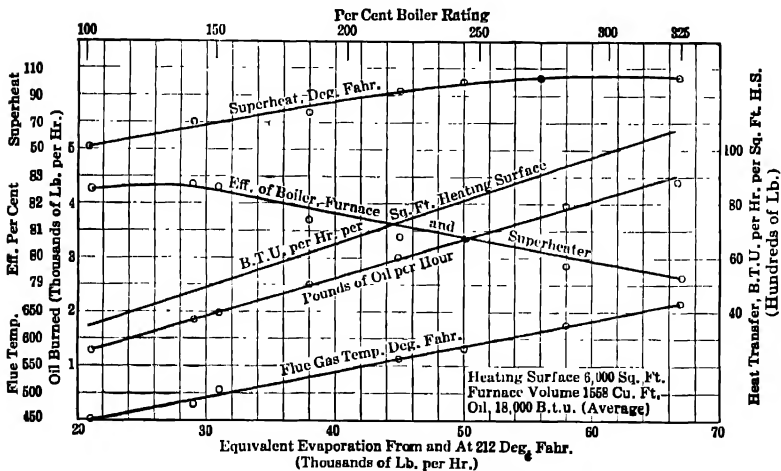 Per Cent Boiler Rating
100 150 200 250 300 325
Superheat
110
90
70
50
Eff. Per Cent
83
82
81
80
79
Flue Temp.
650
600
550
500
450
Oil Burned (Thousands of Lb. per Hr.)
5
4
3
2
1
Superheat, Deg. Fahr.
Eff. of Boiler, Furnace and Superheater
B.T.U. per Hr. per Sq. Ft. Heating Surface
Pounds of Oil per Hour
Flue Gas Temp. Deg. Fahr.
Heating Surface 6,000 Sq. Ft.
Furnace Volume 1558 Cu. Ft.
Oil, 18,000 B.t.u. (Average)
100
80
60
40
Heat Transfer, B.T.U. per Hr. per Sq. Ft. H.S.
(Hundreds of Lb.)
20 30 40 50 60 70
Equivalent Evaporation From and At 212 Deg. Fahr.
(Thousands of Lb. per Hr.)